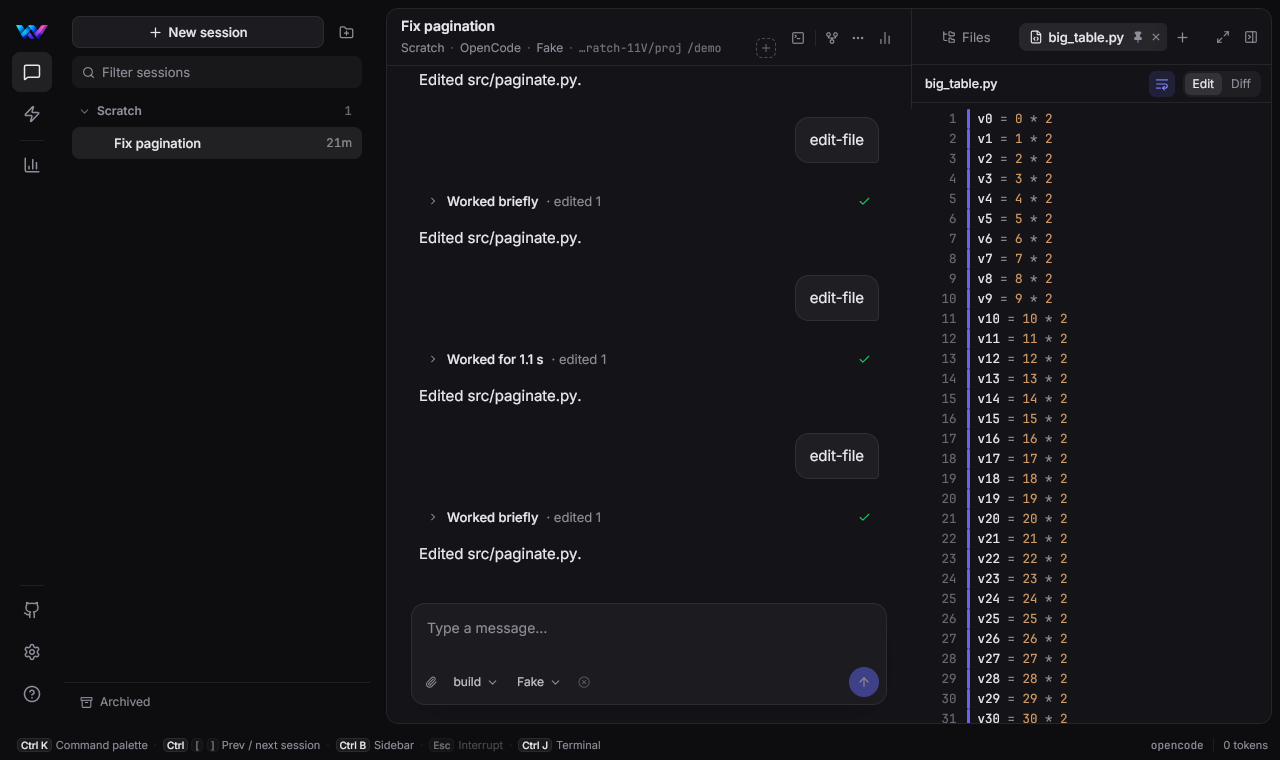 New session
Filter sessions
Scratch 1
Fix pagination 21m
Archived
Fix pagination
Scratch · OpenCode · Fake · …ratch-11V/proj /demo
Edited src/paginate.py.
edit-file
Worked briefly · edited 1
Edited src/paginate.py.
edit-file
Worked for 1.1 s · edited 1
Edited src/paginate.py.
edit-file
Worked briefly · edited 1
Edited src/paginate.py.
Type a message...
build Fake
Files big_table.py
big_table.py Edit Diff
1 v0 = 0 * 2
2 v1 = 1 * 2
3 v2 = 2 * 2
4 v3 = 3 * 2
5 v4 = 4 * 2
6 v5 = 5 * 2
7 v6 = 6 * 2
8 v7 = 7 * 2
9 v8 = 8 * 2
10 v9 = 9 * 2
11 v10 = 10 * 2
12 v11 = 11 * 2
13 v12 = 12 * 2
14 v13 = 13 * 2
15 v14 = 14 * 2
16 v15 = 15 * 2
17 v16 = 16 * 2
18 v17 = 17 * 2
19 v18 = 18 * 2
20 v19 = 19 * 2
21 v20 = 20 * 2
22 v21 = 21 * 2
23 v22 = 22 * 2
24 v23 = 23 * 2
25 v24 = 24 * 2
26 v25 = 25 * 2
27 v26 = 26 * 2
28 v27 = 27 * 2
29 v28 = 28 * 2
30 v29 = 29 * 2
31 v30 = 30 * 2
Ctrl K Command palette · Ctrl [ ] Prev / next session · Ctrl B Sidebar · Esc Interrupt · Ctrl J Terminal opencode 0 tokens